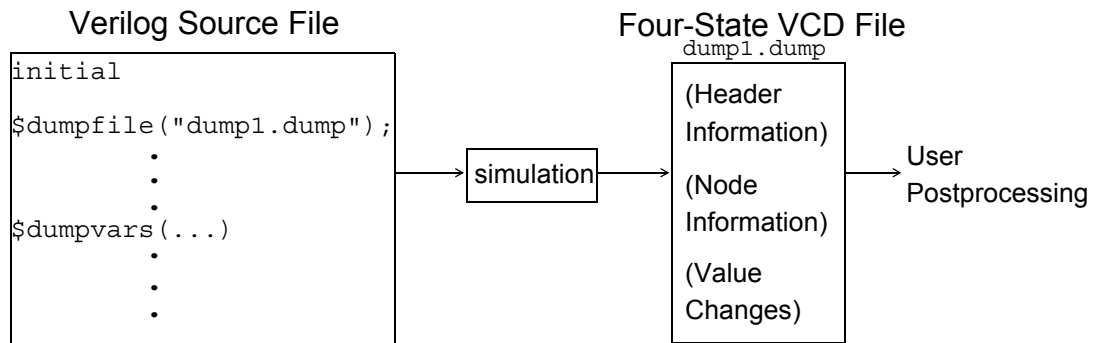 Verilog Source File
initial
$dumpfile("dump1.dump");
$dumpvars(...)
simulation
Four-State VCD File
dump1.dump
(Header
Information)
(Node
Information)
(Value
Changes)
User
Postprocessing